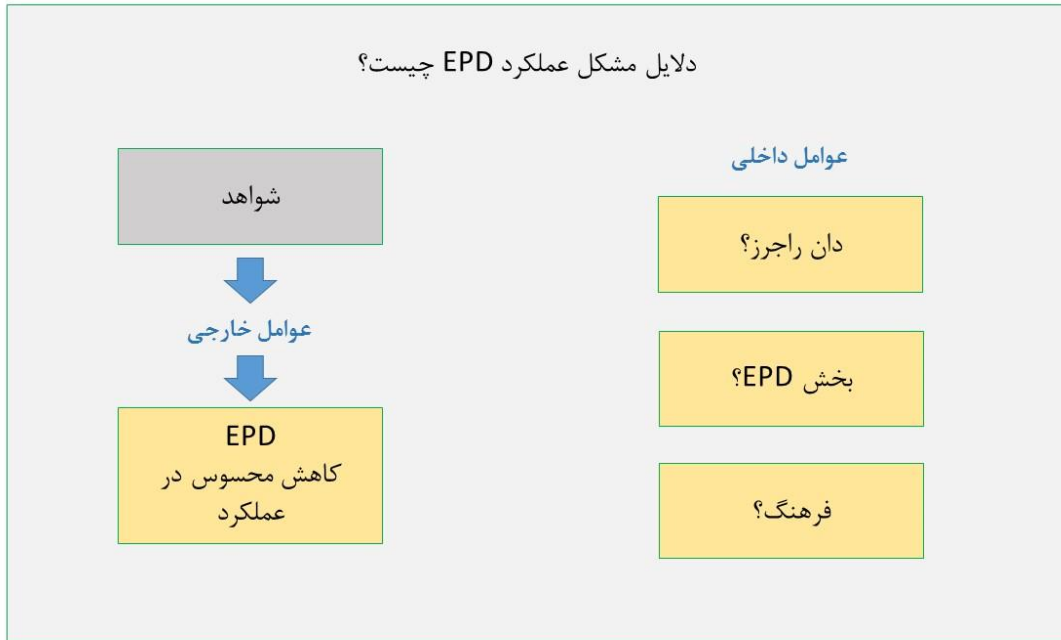 دلایل مشکل عملکرد EPD چیست؟
عوامل داخلی
دان راجرز؟
بخش EPD؟
فرهنگ؟
شواهد
عوامل خارجی
EPD
کاهش محسوس در
عملکرد